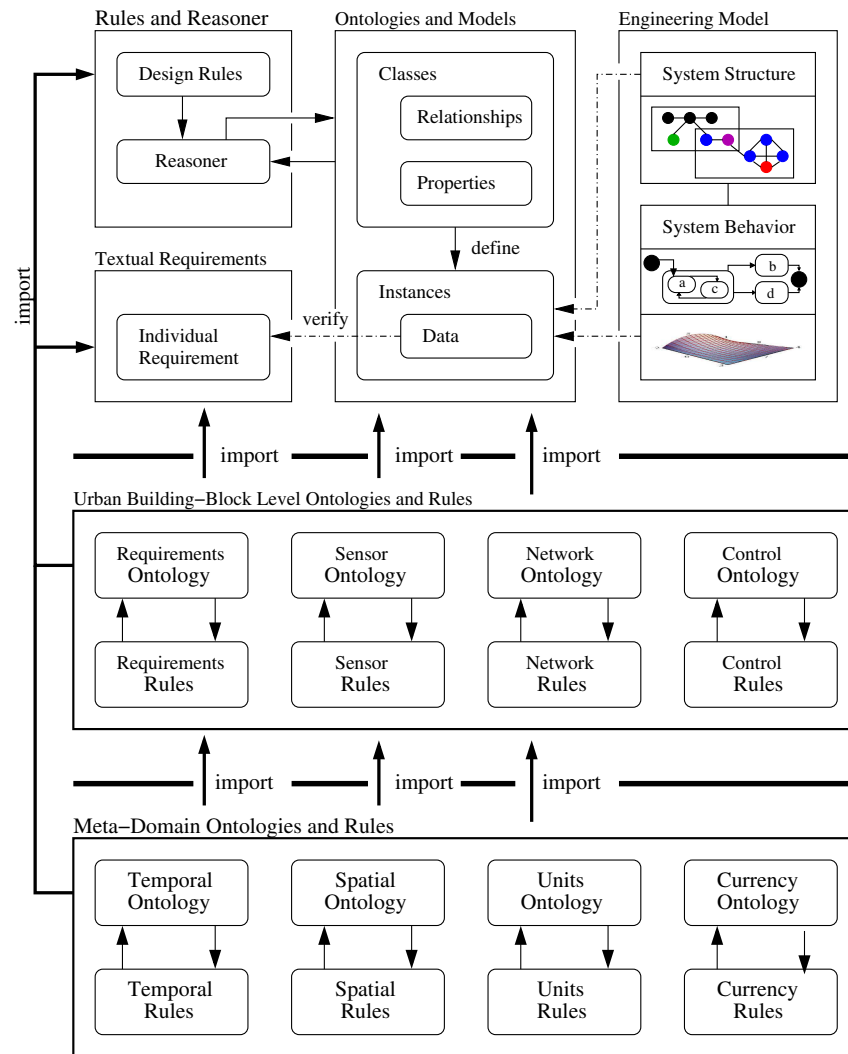 Rules and Reasoner
Ontologies and Models
Engineering Model
Design Rules
Reasoner
Classes
Relationships
Properties
System Structure
define
System Behavior
a
c
b
d
Textual Requirements
Individual
Requirement
verify
Instances
Data
import
import
import
import
Urban Building−Block Level Ontologies and Rules
Requirements
Ontology
Sensor
Ontology
Network
Ontology
Control
Ontology
Requirements
Rules
Sensor
Rules
Network
Rules
Control
Rules
import
import
import
Meta−Domain Ontologies and Rules
Temporal
Ontology
Spatial
Ontology
Units
Ontology
Currency
Ontology
Temporal
Rules
Spatial
Rules
Units
Rules
Currency
Rules